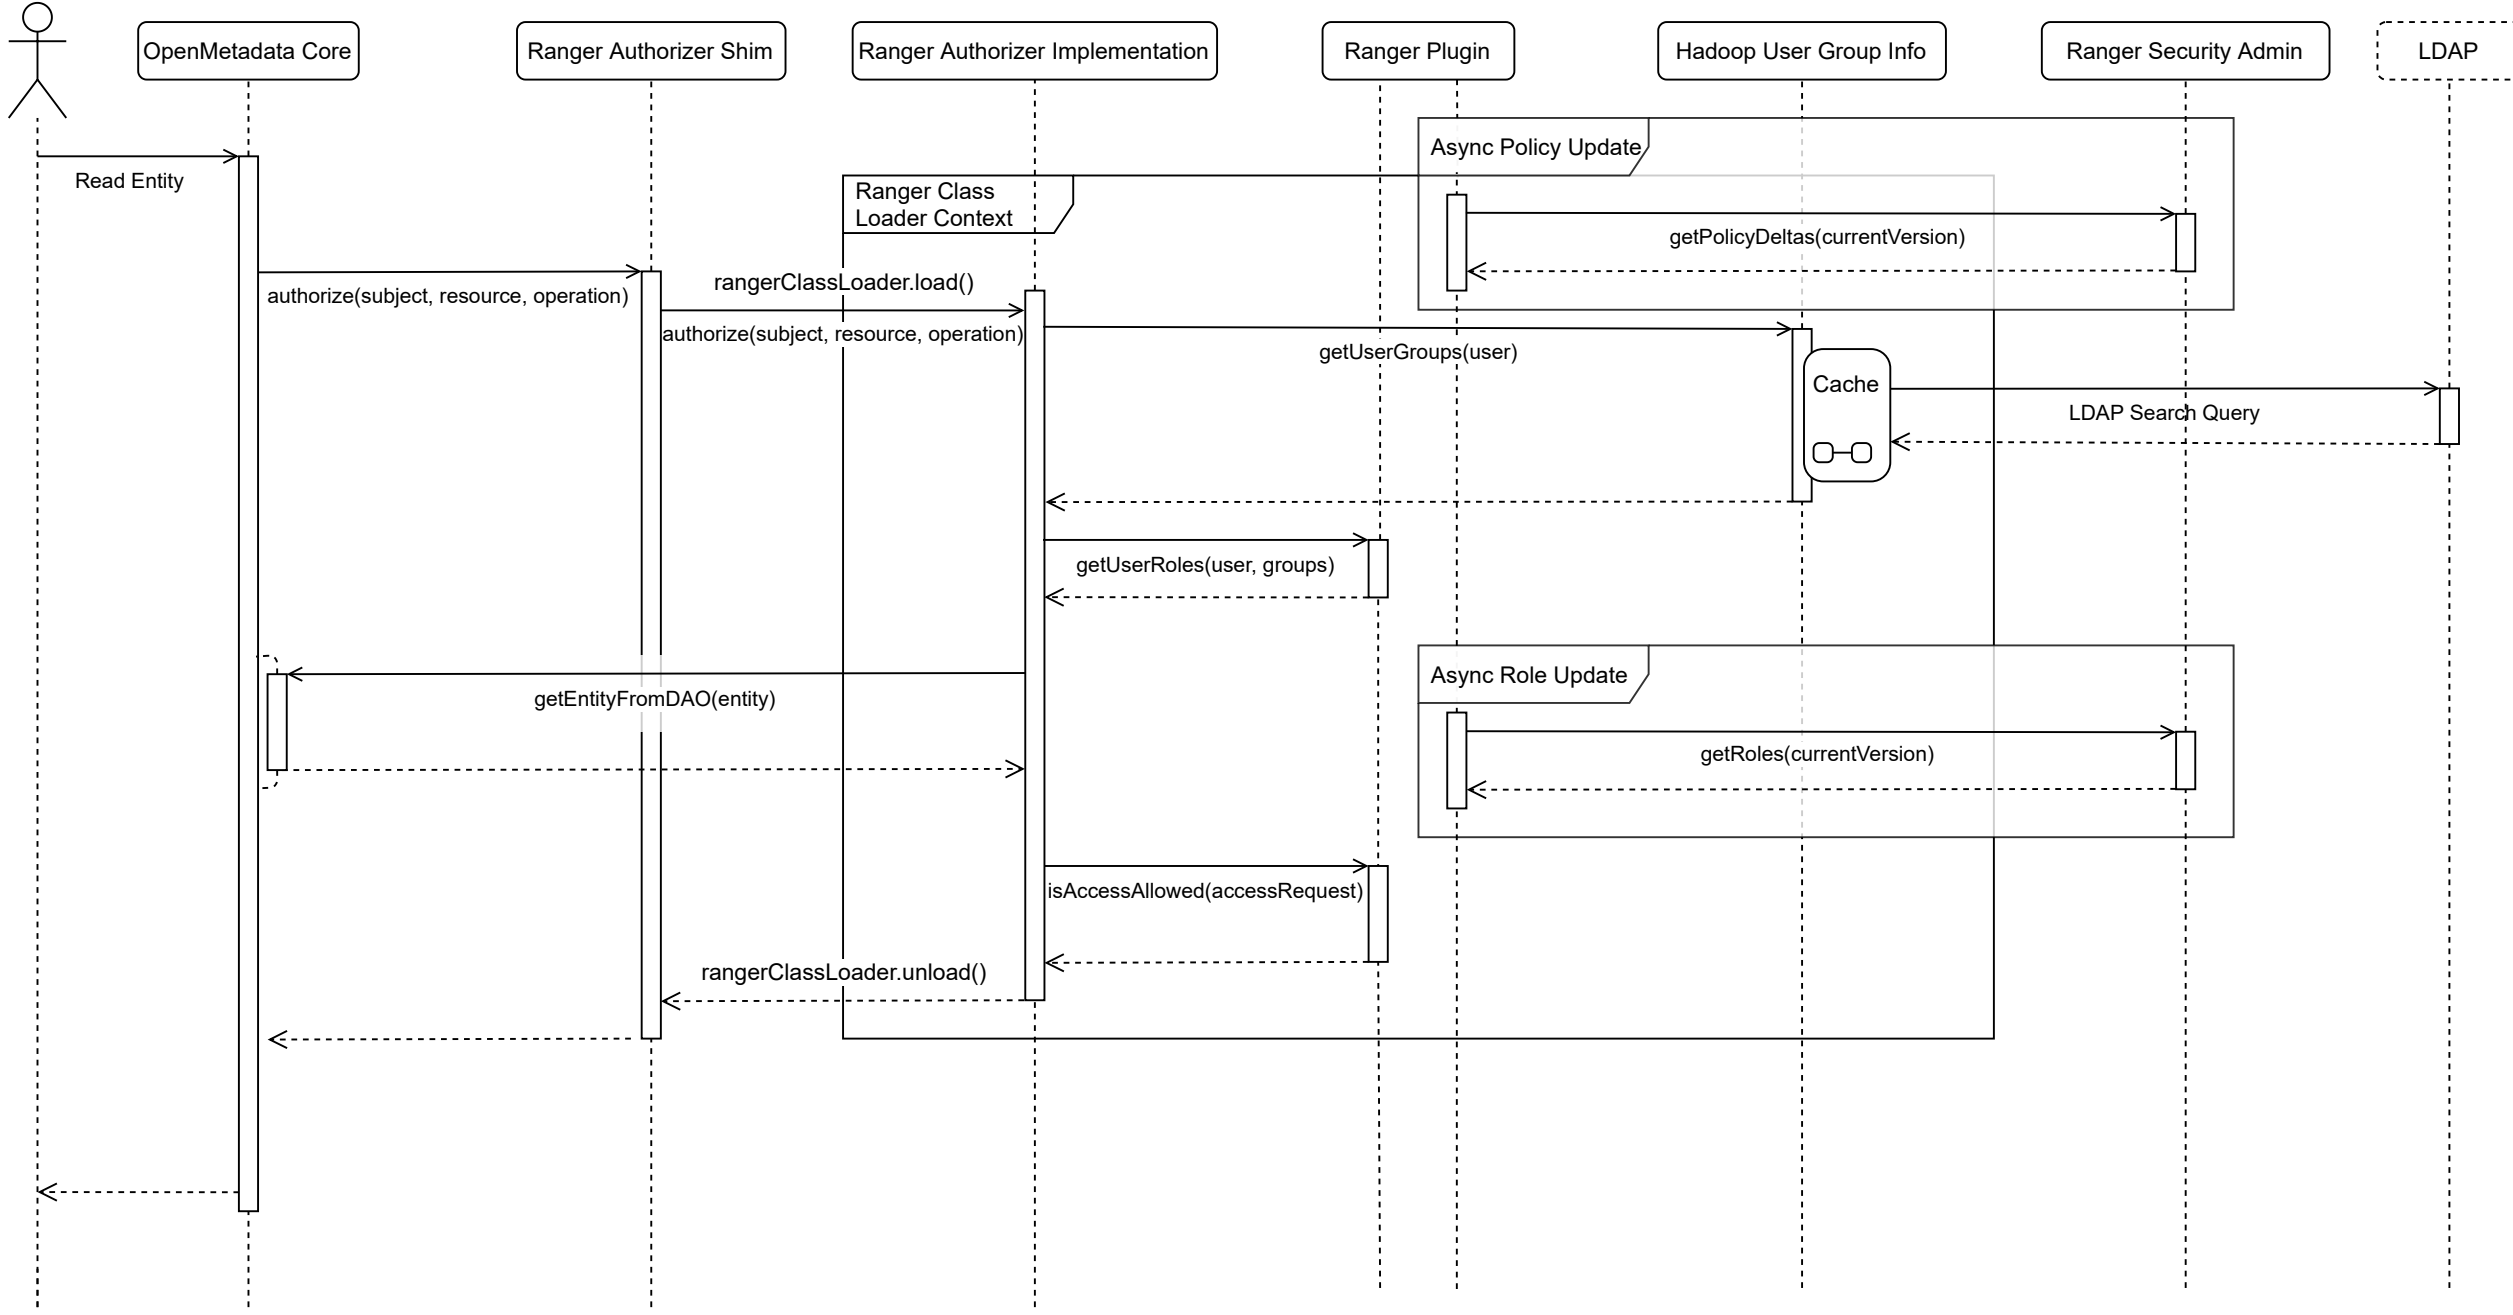 OpenMetadata Core
Ranger Authorizer Shim
Ranger Authorizer Implementation
Ranger Plugin
Hadoop User Group Info
Ranger Security Admin
LDAP
Async Policy Update
Read Entity
Ranger Class
Loader Context
getPolicyDeltas(currentVersion)
rangerClassLoader.load()
authorize(subject, resource, operation)
authorize(subject, resource, operation)
getUserGroups(user)
Cache
LDAP Search Query
getUserRoles(user, groups)
Async Role Update
getEntityFromDAO(entity)
getRoles(currentVersion)
isAccessAllowed(accessRequest)
rangerClassLoader.unload()